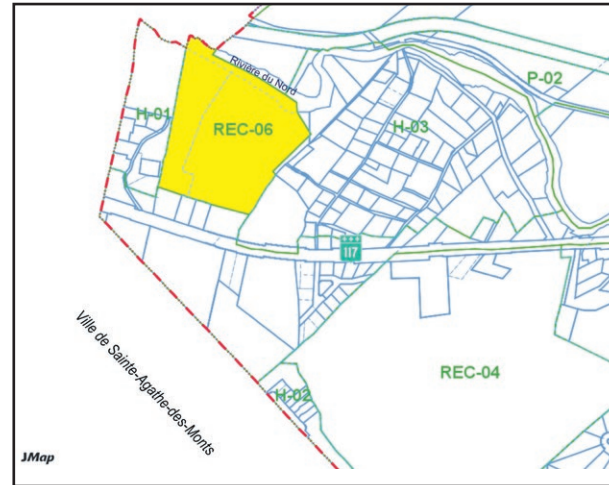 Rivière du Nord
P-02
H-01
REC-06
H-03
117
Ville de Sainte-Agathe-des-Monts
REC-04
H-02
JMap